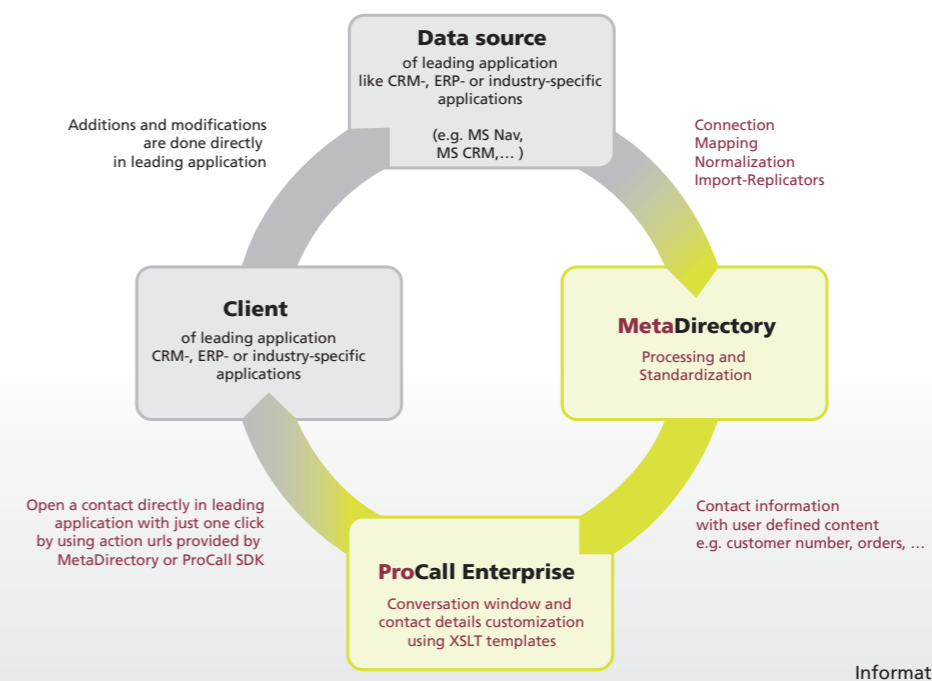 Data source
of leading application
like CRM-, ERP- or industry-specific
applications
(e.g. MS Nav,
MS CRM,... )
Additions and modifications
are done directly
in leading application
Connection
Mapping
Normalization
Import-Replicators
Client
of leading application
CRM-, ERP- or industry-specific
applications
MetaDirectory
Processing and
Standardization
Open a contact directly in leading
application with just one click
by using action urls provided by
MetaDirectory or ProCall SDK
Contact information
with user defined content
e.g. customer number, orders, ...
ProCall Enterprise
Conversation window and
contact details customization
using XSLT templates
Informat